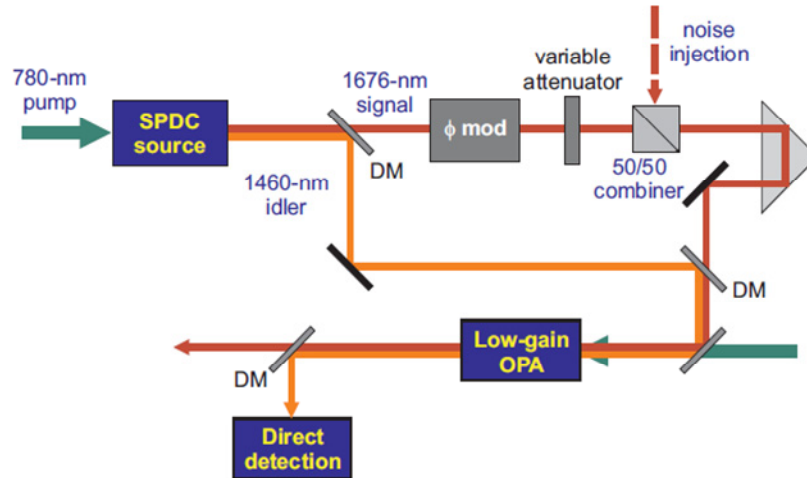 780-nm
pump
SPDC
source
1676-nm
signal
DM
ϕ mod
variable
attenuator
noise
injection
50/50
combiner
1460-nm
idler
DM
Low-gain
OPA
DM
Direct
detection